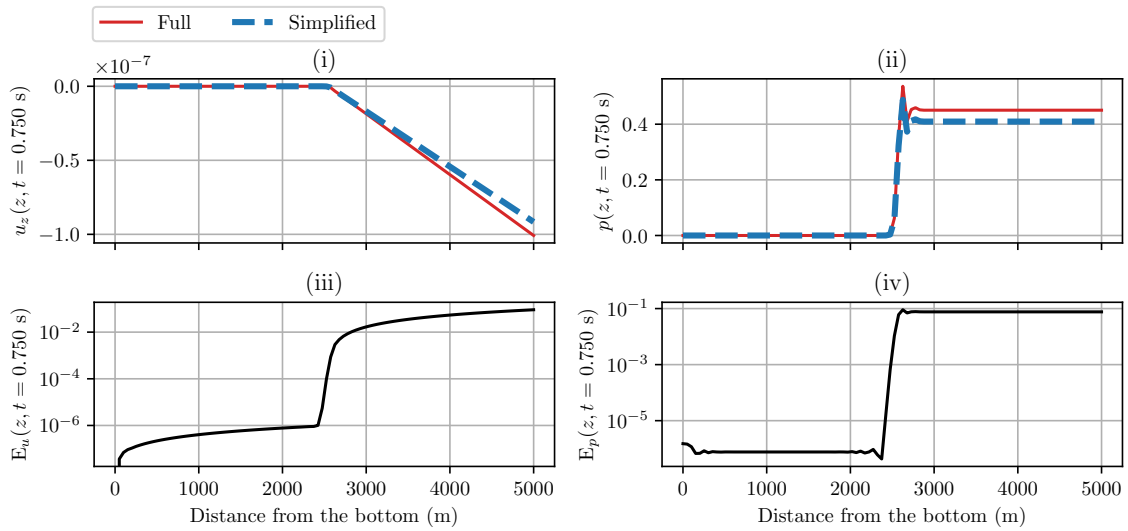 Full Simplified
×10⁻⁷
(i)
0.0
−0.5
−1.0
u_z(z, t = 0.750 s)
(ii)
0.4
0.2
0.0
p(z, t = 0.750 s)
(iii)
10⁻²
10⁻⁴
10⁻⁶
E_u(z, t = 0.750 s)
0 1000 2000 3000 4000 5000
Distance from the bottom (m)
(iv)
10⁻¹
10⁻³
10⁻⁵
E_p(z, t = 0.750 s)
0 1000 2000 3000 4000 5000
Distance from the bottom (m)